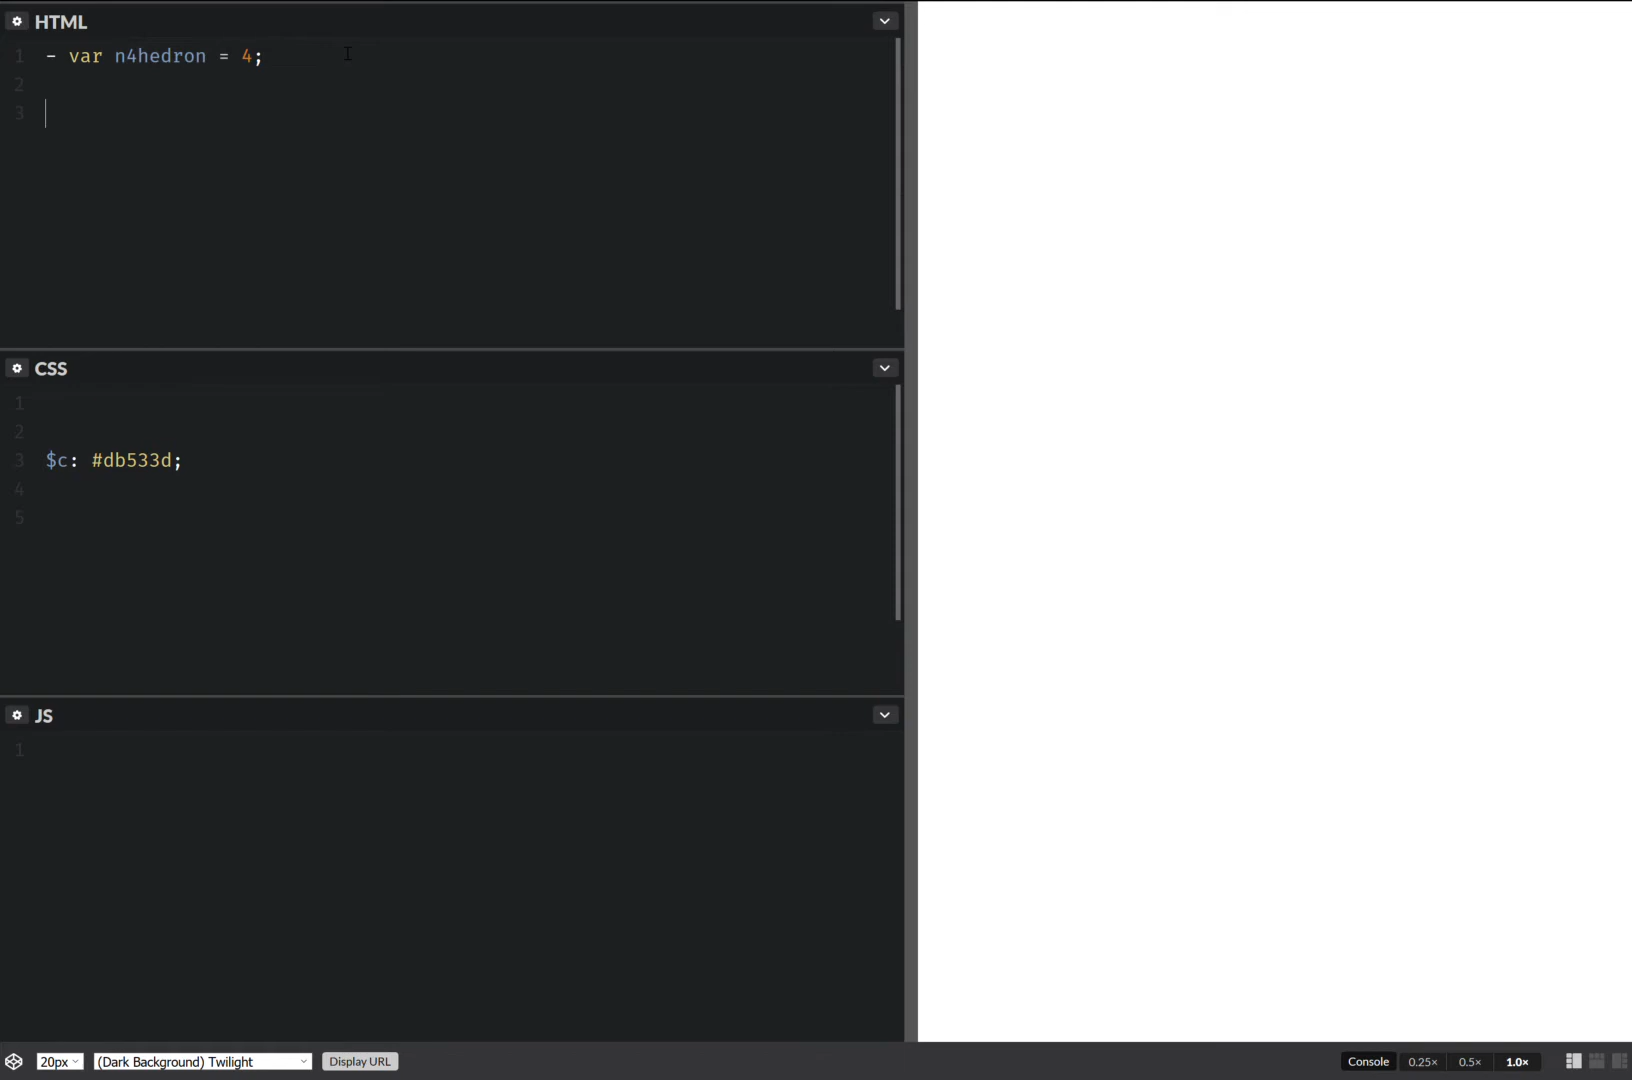 HTML
1 - var n4hedron = 4;
2
3
CSS
1
2
3 $c: #db533d;
4
5
JS
1
20px (Dark Background) Twilight Display URL Console 0.25× 0.5× 1.0×